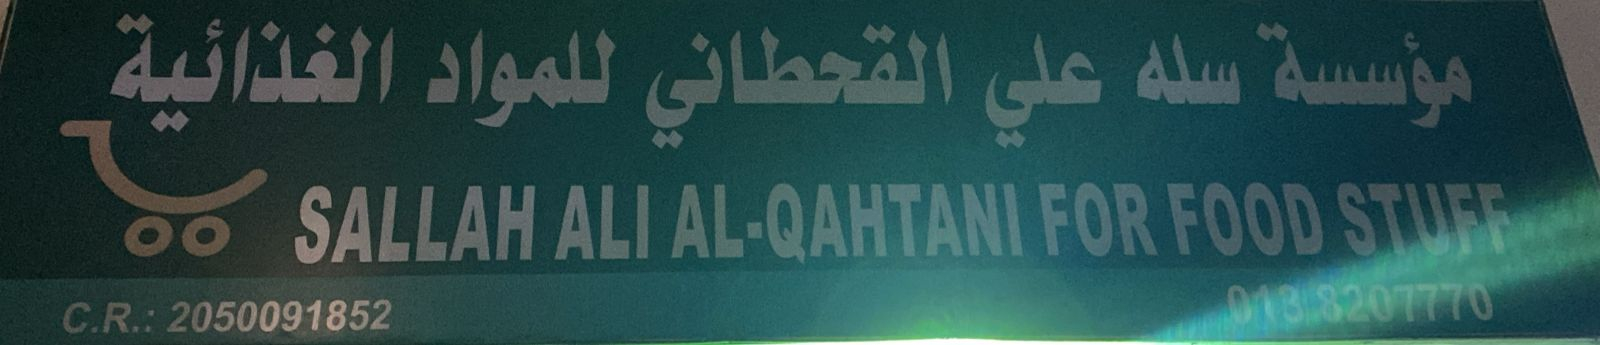 مؤسسة سله علي القحطاني للمواد الغذائية
SALLAH ALI AL-QAHTANI FOR FOOD STUFF
C.R.: 2050091852
013 8207770